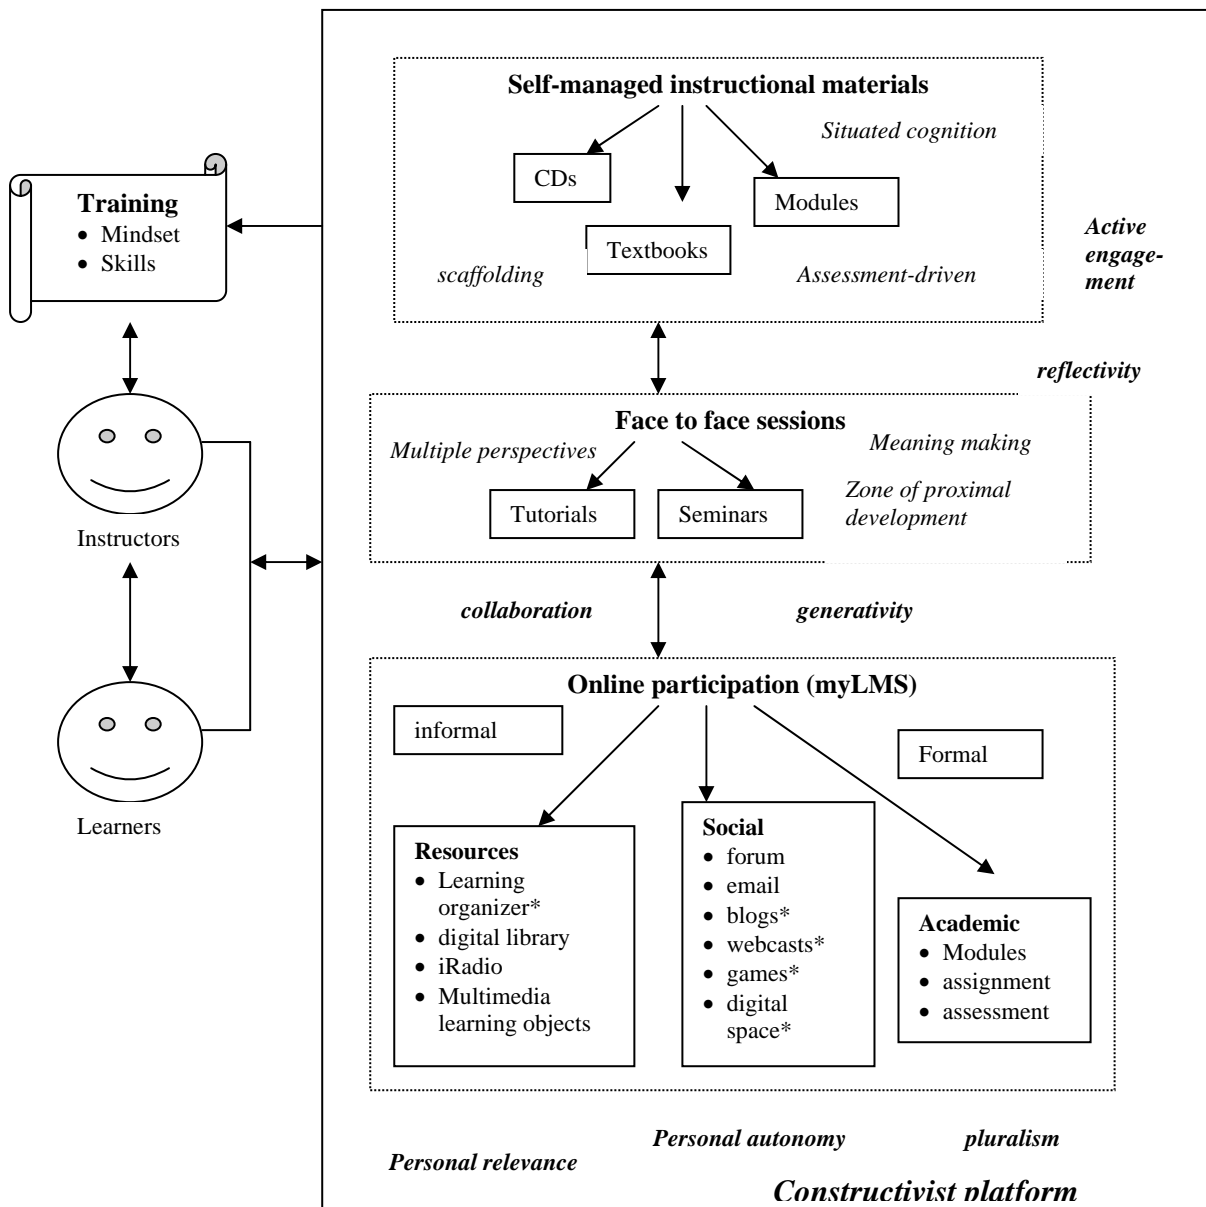 Self-managed instructional materials
Situated cognition
CDs
Modules
Textbooks
scaffolding
Assessment-driven
Training
• Mindset
• Skills
Active
engage-
ment
reflectivity
Face to face sessions
Multiple perspectives
Meaning making
Tutorials
Seminars
Zone of proximal
development
Instructors
collaboration
generativity
Online participation (myLMS)
informal
Formal
Learners
Resources
• Learning
organizer*
• digital library
• iRadio
• Multimedia
learning objects
Social
• forum
• email
• blogs*
• webcasts*
• games*
• digital
space*
Academic
• Modules
• assignment
• assessment
Personal relevance
Personal autonomy
pluralism
Constructivist platform